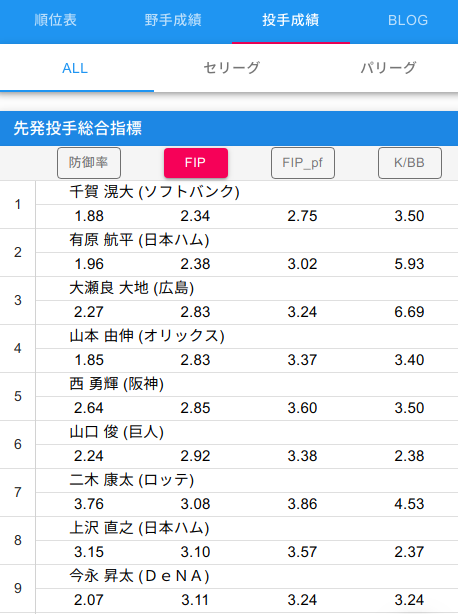 順位表 野手成績 投手成績 BLOG
ALL セリーグ パリーグ
先発投手総合指標
防御率 FIP FIP_pf K/BB
1 千賀 滉大 (ソフトバンク)
1.88 2.34 2.75 3.50
2 有原 航平 (日本ハム)
1.96 2.38 3.02 5.93
3 大瀬良 大地 (広島)
2.27 2.83 3.24 6.69
4 山本 由伸 (オリックス)
1.85 2.83 3.37 3.40
5 西 勇輝 (阪神)
2.64 2.85 3.60 3.50
6 山口 俊 (巨人)
2.24 2.92 3.38 2.38
7 二木 康太 (ロッテ)
3.76 3.08 3.86 4.53
8 上沢 直之 (日本ハム)
3.15 3.10 3.57 2.37
9 今永 昇太 (ＤｅＮＡ)
2.07 3.11 3.24 3.24